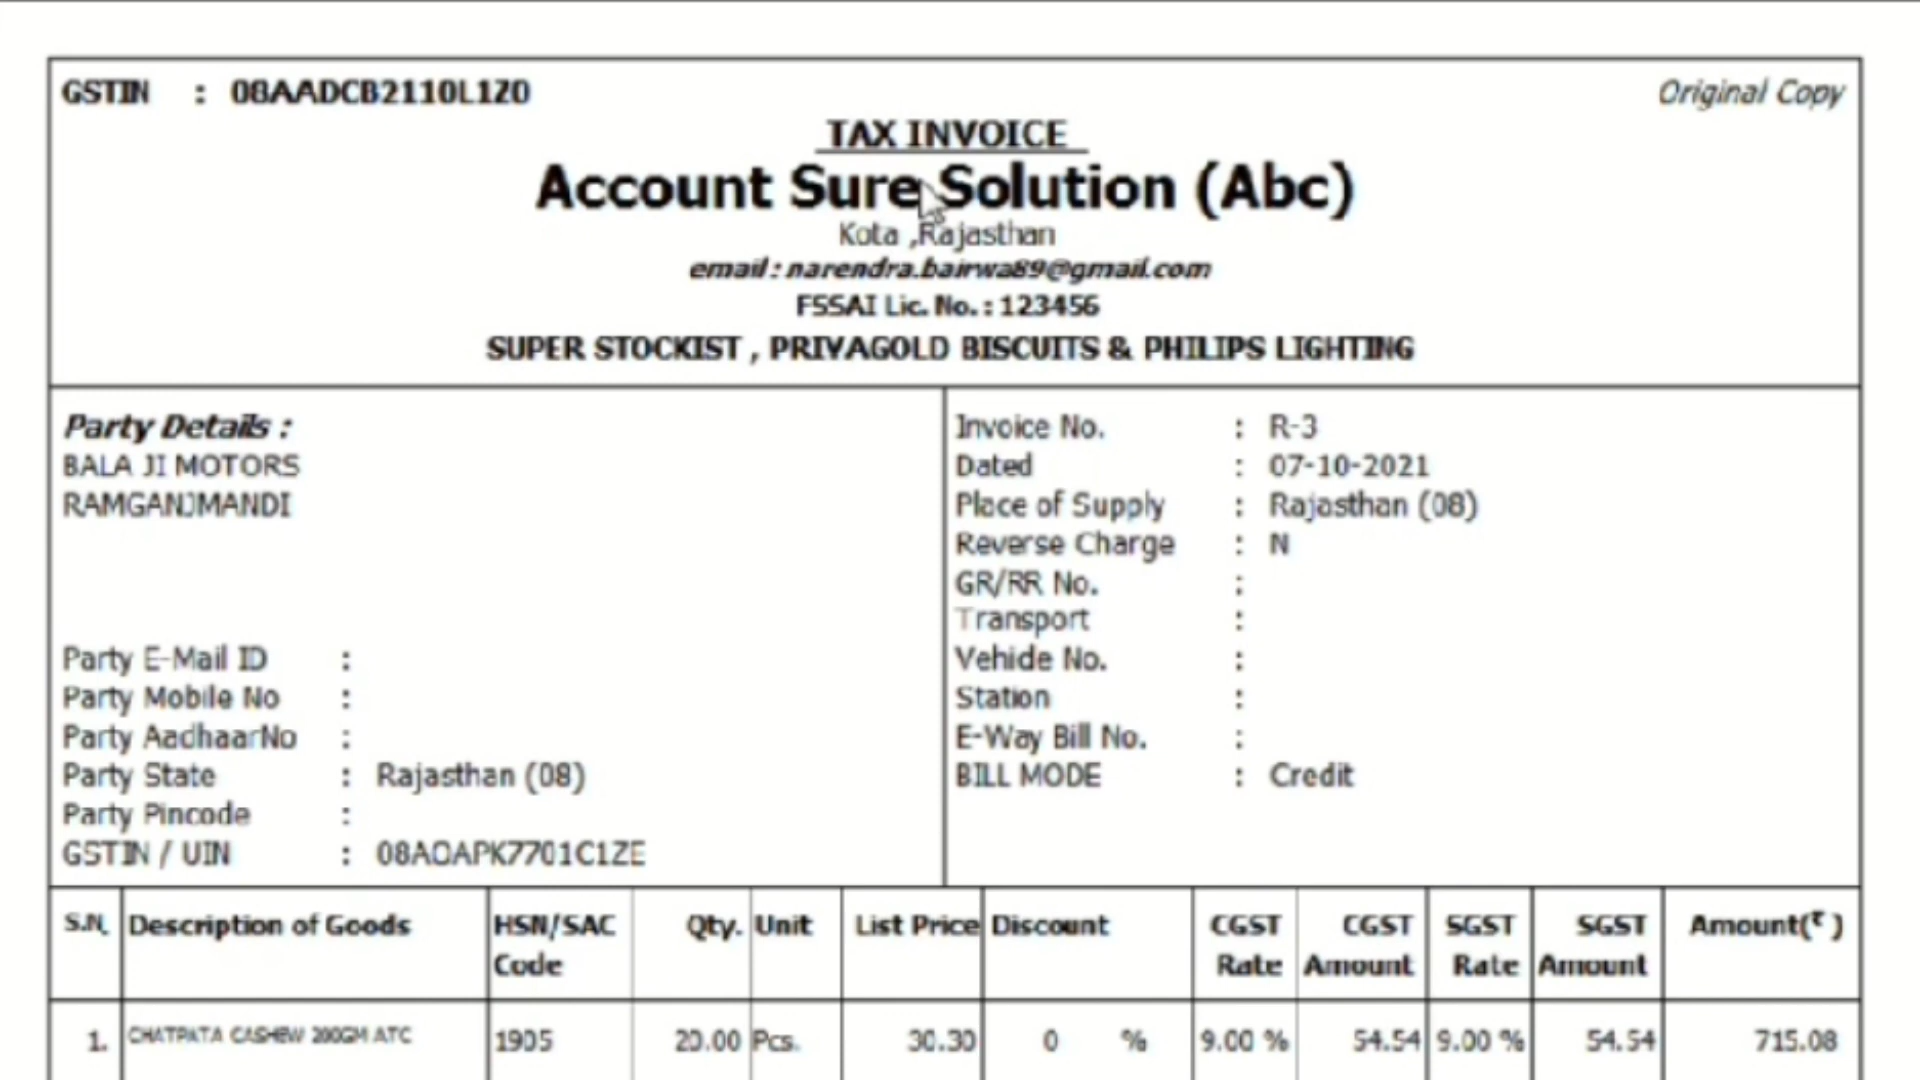 GSTIN : 08AADCB2110L1Z0 Original Copy
TAX INVOICE
Account Sure Solution (Abc)
Kota ,Rajasthan
email : narendra.bairwa89@gmail.com
FSSAI Lic. No. : 123456
SUPER STOCKIST , PRIYAGOLD BISCUITS & PHILIPS LIGHTING
Party Details :
BALA JI MOTORS
RAMGANJMANDI
Party E-Mail ID :
Party Mobile No :
Party AadhaarNo :
Party State : Rajasthan (08)
Party Pincode :
GSTIN / UIN : 08AOAPK7701C1ZE
Invoice No. : R-3
Dated : 07-10-2021
Place of Supply : Rajasthan (08)
Reverse Charge : N
GR/RR No. :
Transport :
Vehicle No. :
Station :
E-Way Bill No. :
BILL MODE : Credit
S.N. Description of Goods HSN/SAC Code Qty. Unit List Price Discount CGST Rate CGST Amount SGST Rate SGST Amount Amount(₹ )
1. CHATPATA CASHEW 200GM ATC 1905 20.00 Pcs. 30.30 0 % 9.00 % 54.54 9.00 % 54.54 715.08